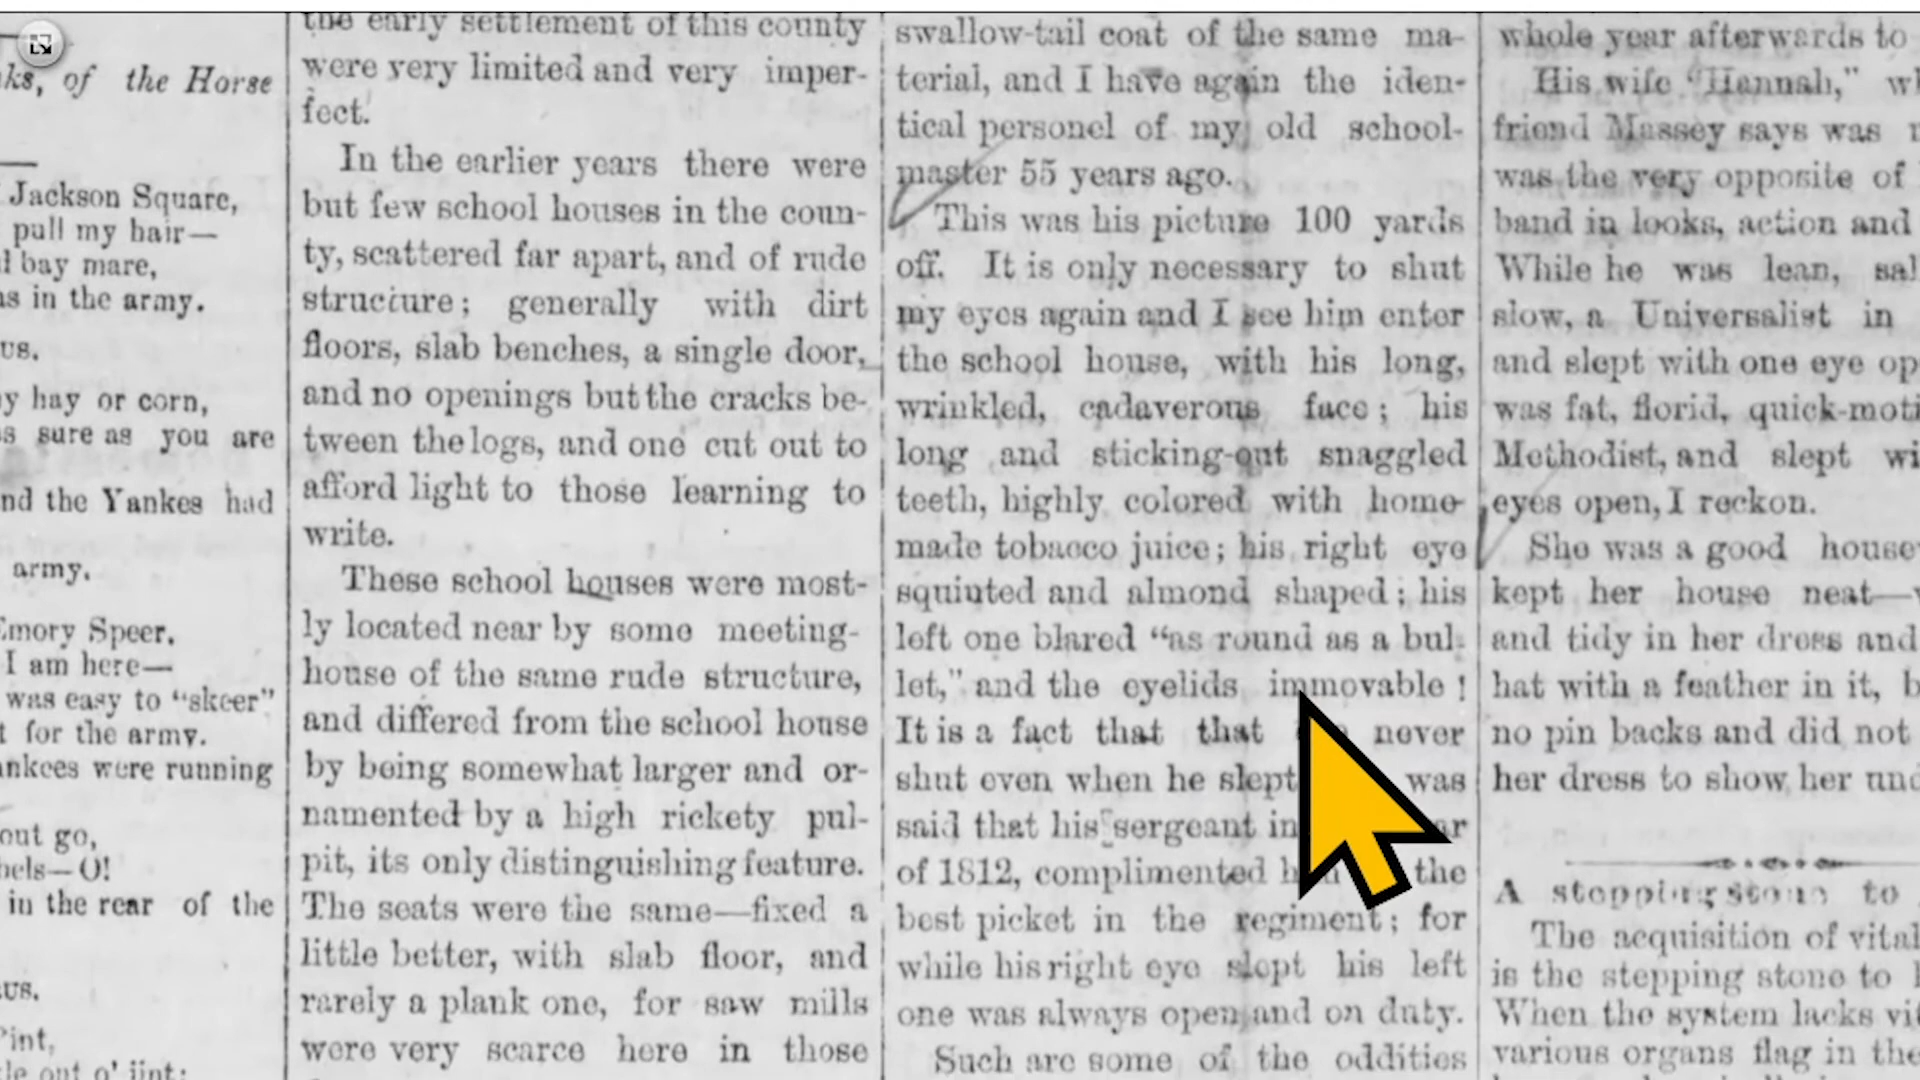 ks, of the Horse
Jackson Square,
pull my hair—
bay mare,
s in the army.
us.
y hay or corn,
s sure as you are
nd the Yankes had
army.
Emory Speer.
I am here—
was easy to "skeer"
t for the army.
ankees were running
out go,
bels—O!
in the rear of the
us.
Pint,
out o' jint;
the early settlement of this county
were very limited and very imper-
fect.
In the earlier years there were
but few school houses in the coun-
ty, scattered far apart, and of rude
structure; generally with dirt
floors, slab benches, a single door,
and no openings but the cracks be-
tween the logs, and one cut out to
afford light to those learning to
write.
These school houses were most-
ly located near by some meeting-
house of the same rude structure,
and differed from the school house
by being somewhat larger and or-
namented by a high rickety pul-
pit, its only distinguishing feature.
The seats were the same—fixed a
little better, with slab floor, and
rarely a plank one, for saw mills
were very scarce here in those
swallow-tail coat of the same ma-
terial, and I have again the iden-
tical personel of my old school-
master 55 years ago.
This was his picture 100 yards
off. It is only necessary to shut
my eyes again and I see him enter
the school house, with his long,
wrinkled, cadaverous face; his
long and sticking-out snaggled
teeth, highly colored with home-
made tobacco juice; his right eye
squinted and almond shaped; his
left one blared "as round as a bul-
let," and the eyelids immovable!
It is a fact that that never
shut even when he slept was
said that his sergeant in
of 1812, complimented the
best picket in the regiment; for
while his right eye slept his left
one was always open and on duty.
Such are some of the oddities
whole year afterwards to
His wife "Hannah," wh
friend Massey says was
was the very opposite of
band in looks, action and
While he was lean, sal
slow, a Universalist in
and slept with one eye op
was fat, florid, quick-moti
Methodist, and slept wi
eyes open, I reckon.
She was a good house
kept her house neat—
and tidy in her dress and
hat with a feather in it, b
no pin backs and did not
her dress to show her und
A stepping stone to
The acquisition of vital
is the stepping stone to
When the system lacks vit
various organs flag in the